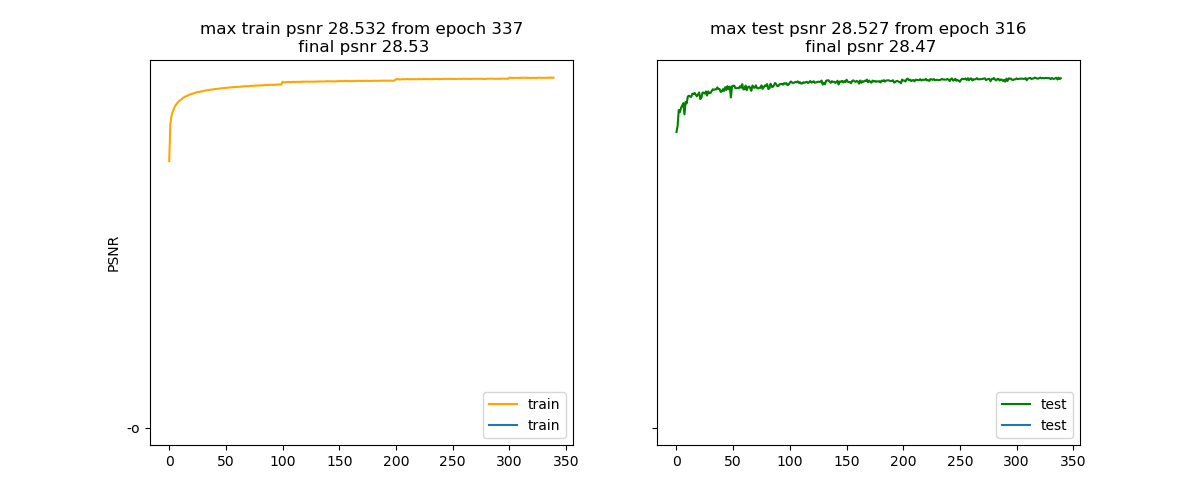 max train psnr 28.532 from epoch 337
final psnr 28.53
max test psnr 28.527 from epoch 316
final psnr 28.47
PSNR
-o
train
train
0 50 100 150 200 250 300 350
test
test
0 50 100 150 200 250 300 350